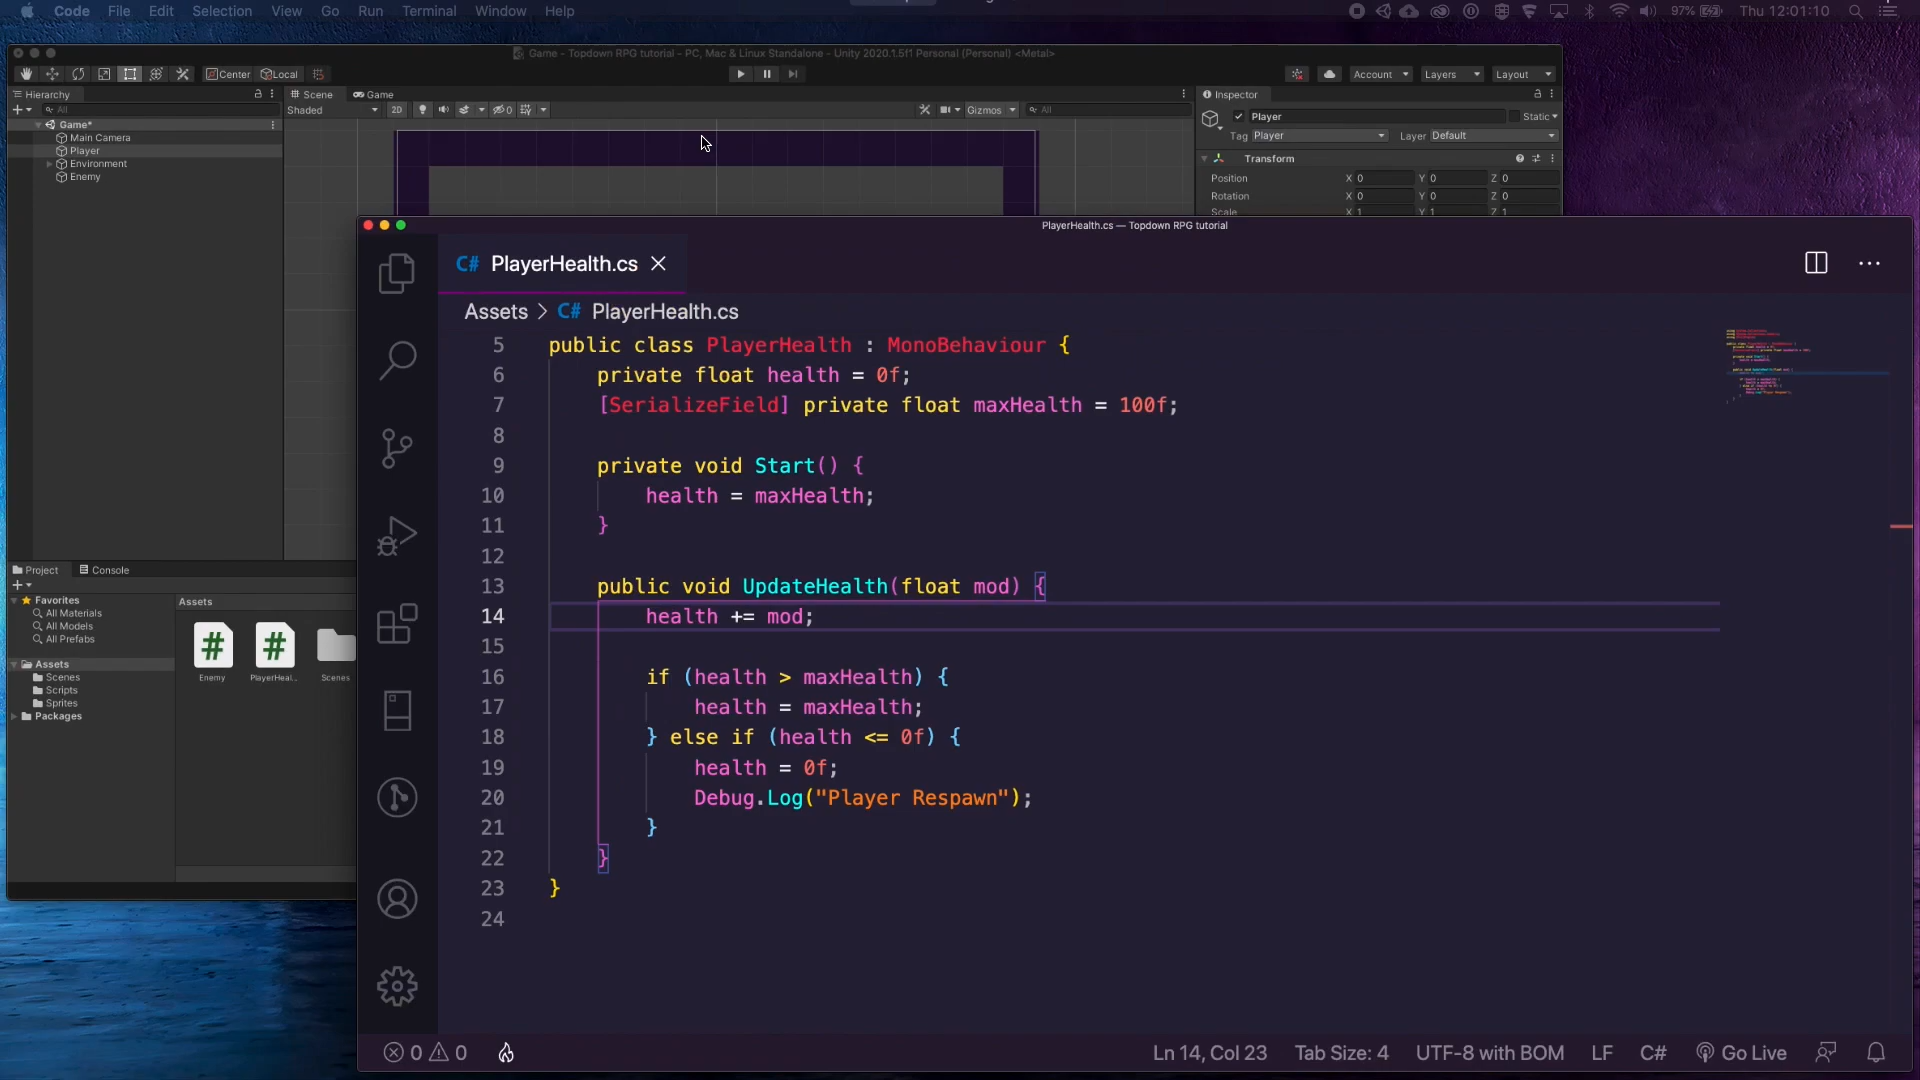 Code File Edit Selection View Go Run Terminal Window Help
97% Thu 12:01:10
Game - Topdown RPG tutorial - PC, Mac & Linux Standalone - Unity 2020.1.5f1 Personal (Personal) <Metal>
Center Local
Account Layers Layout
Hierarchy
All
Game*
Main Camera
Player
Environment
Enemy
Scene Game
Shaded 2D 0 Gizmos All
Inspector
Player Static
Tag Player Layer Default
Transform
Position X 0 Y 0 Z 0
Rotation X 0 Y 0 Z 0
Scale X 1 Y 1 Z 1
Project Console
Favorites
All Materials
All Models
All Prefabs
Assets
Scenes
Scripts
Sprites
Packages
Assets
Enemy PlayerHeal... Scenes
PlayerHealth.cs — Topdown RPG tutorial
C# PlayerHealth.cs
Assets > C# PlayerHealth.cs
5 public class PlayerHealth : MonoBehaviour {
6 private float health = 0f;
7 [SerializeField] private float maxHealth = 100f;
8
9 private void Start() {
10 health = maxHealth;
11 }
12
13 public void UpdateHealth(float mod) {
14 health += mod;
15
16 if (health > maxHealth) {
17 health = maxHealth;
18 } else if (health <= 0f) {
19 health = 0f;
20 Debug.Log("Player Respawn");
21 }
22 }
23 }
24
0 0 Ln 14, Col 23 Tab Size: 4 UTF-8 with BOM LF C# Go Live